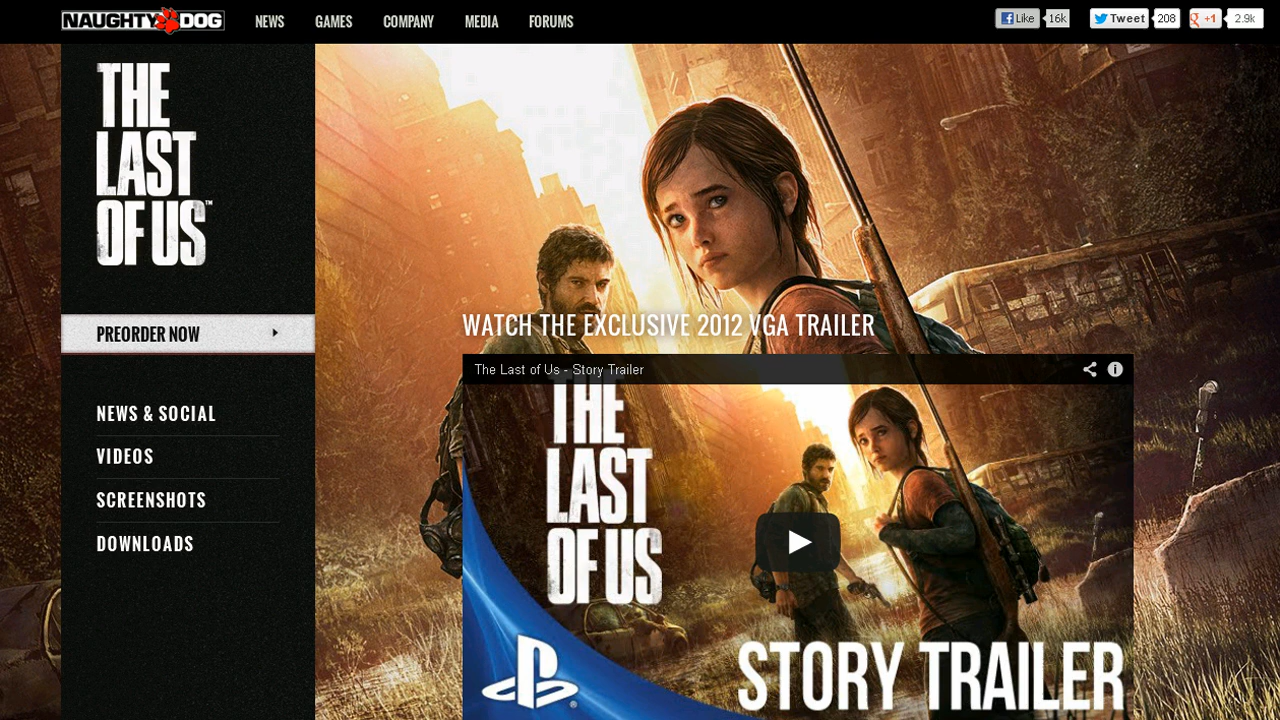 NAUGHTY DOG
NEWS
GAMES
COMPANY
MEDIA
FORUMS
Like
16k
Tweet
208
g +1
2.9k
THE
LAST
OF US™
PREORDER NOW
NEWS & SOCIAL
VIDEOS
SCREENSHOTS
DOWNLOADS
WATCH THE EXCLUSIVE 2012 VGA TRAILER
The Last of Us - Story Trailer
THE
LAST
OF US
STORY TRAILER